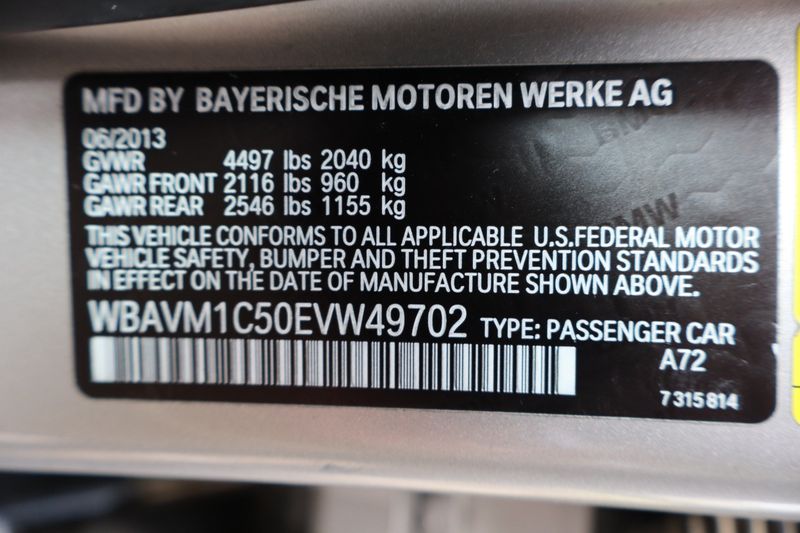 MFD BY BAYERISCHE MOTOREN WERKE AG
06/2013
GVWR 4497 lbs 2040 kg
GAWR FRONT 2116 lbs 960 kg
GAWR REAR 2546 lbs 1155 kg
THIS VEHICLE CONFORMS TO ALL APPLICABLE U.S.FEDERAL MOTOR
VEHICLE SAFETY, BUMPER AND THEFT PREVENTION STANDARDS
IN EFFECT ON THE DATE OF MANUFACTURE SHOWN ABOVE.
WBAVM1C50EVW49702 TYPE: PASSENGER CAR
A72
7 315 814
BMW
BMW